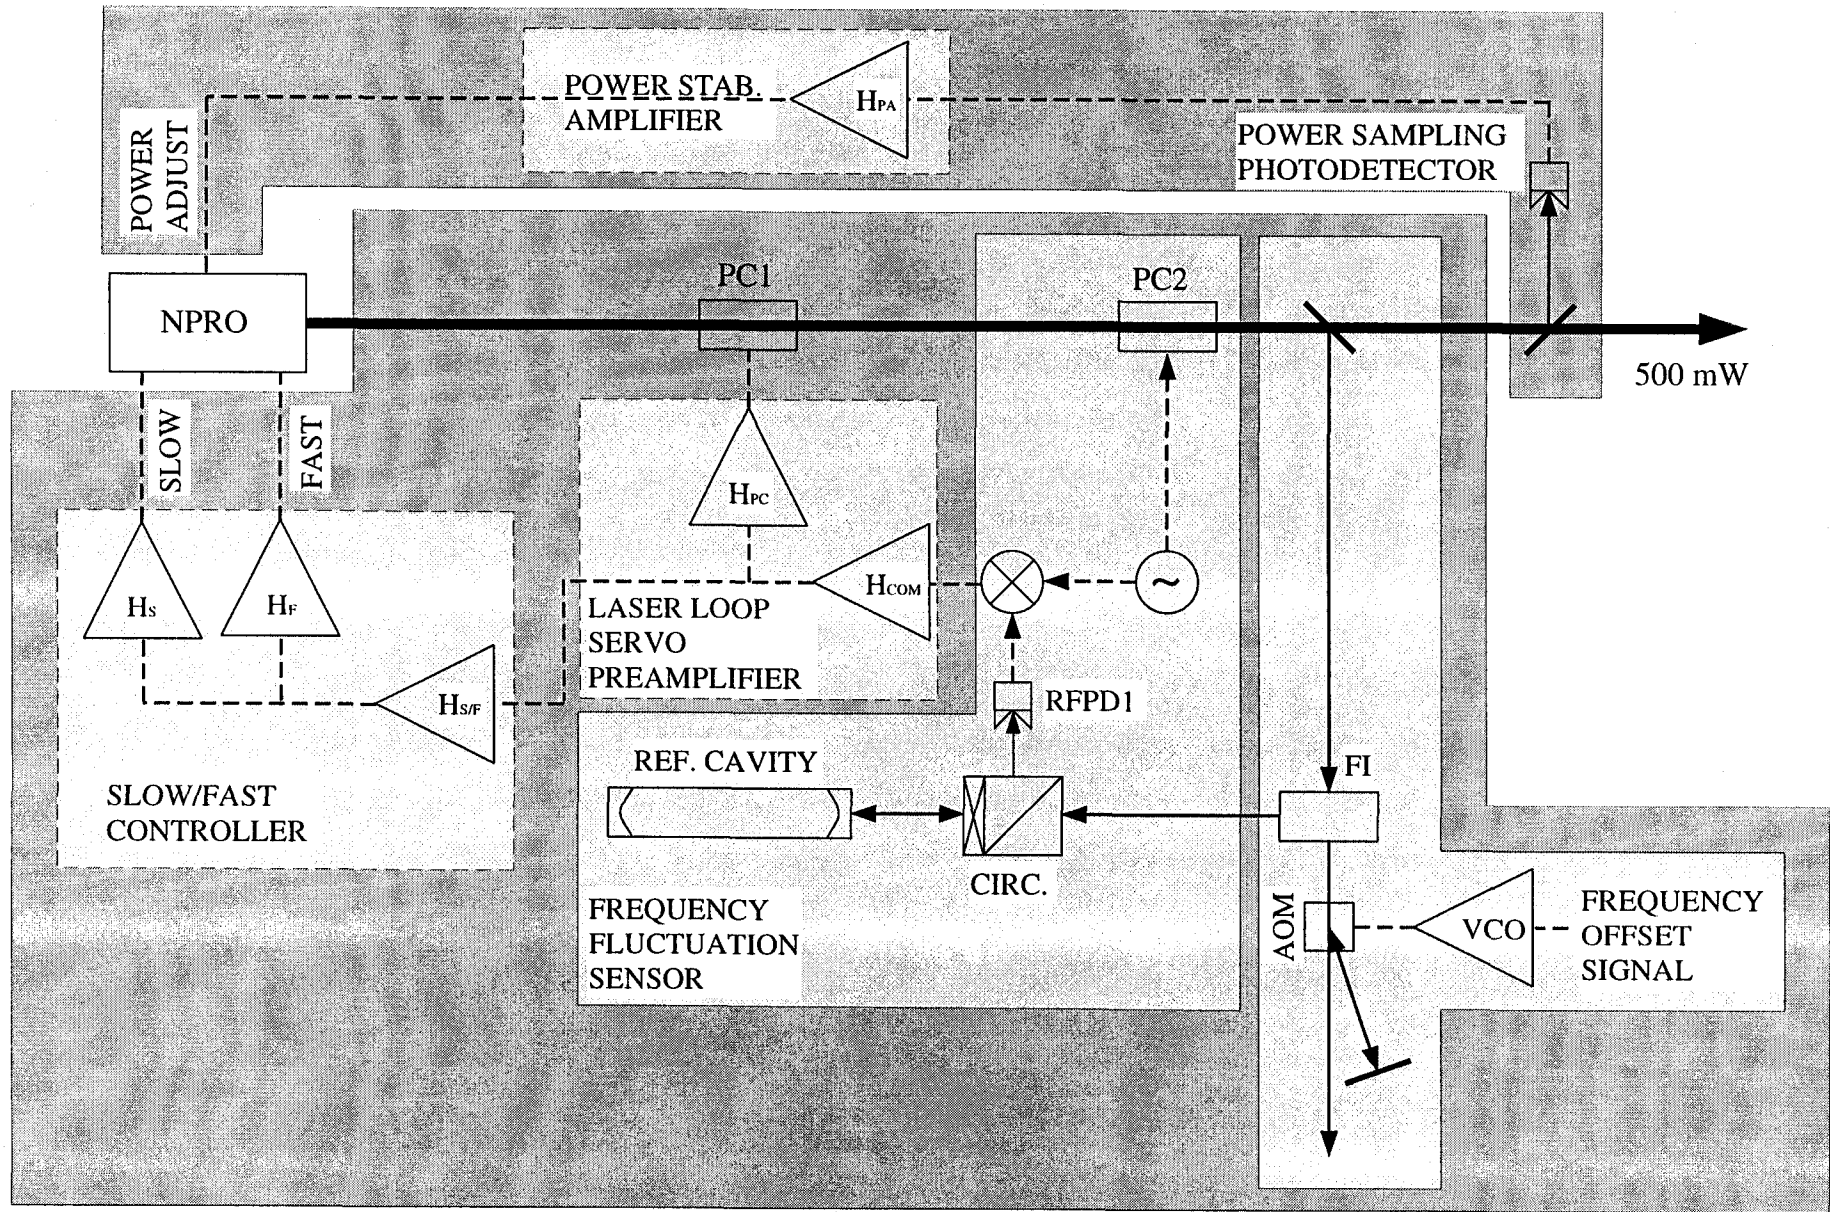 POWER STAB.
AMPLIFIER
HPA
POWER SAMPLING
PHOTODETECTOR
POWER
ADJUST
NPRO
PC1
PC2
500 mW
SLOW
FAST
HPC
HS
HF
HCOM
~
LASER LOOP
SERVO
PREAMPLIFIER
HS/F
RFPD1
SLOW/FAST
CONTROLLER
REF. CAVITY
FI
CIRC.
FREQUENCY
FLUCTUATION
SENSOR
AOM
VCO
FREQUENCY
OFFSET
SIGNAL